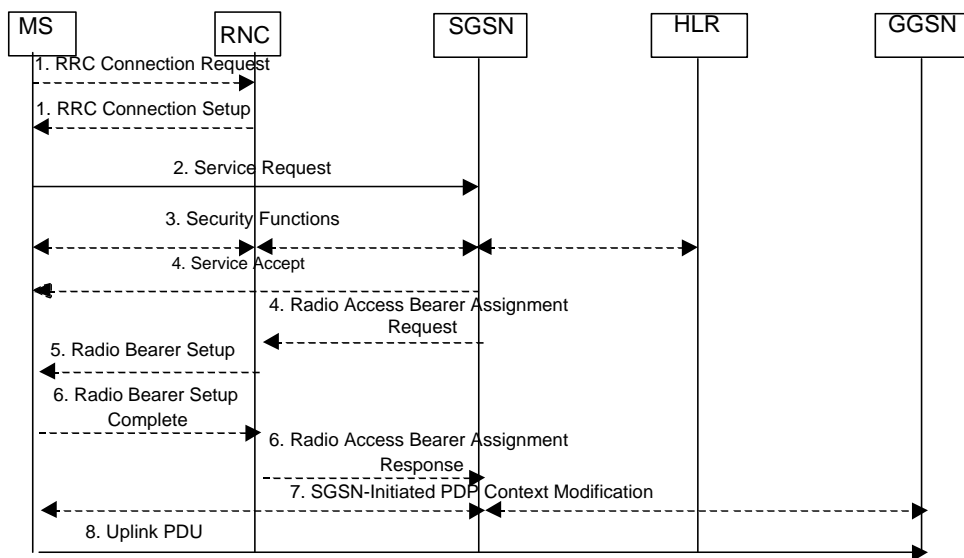 MS
RNC
SGSN
HLR
GGSN
1. RRC Connection Request
1. RRC Connection Setup
2. Service Request
3. Security Functions
4. Service Accept
4. Radio Access Bearer Assignment
Request
5. Radio Bearer Setup
6. Radio Bearer Setup
Complete
6. Radio Access Bearer Assignment
Response
7. SGSN-Initiated PDP Context Modification
8. Uplink PDU